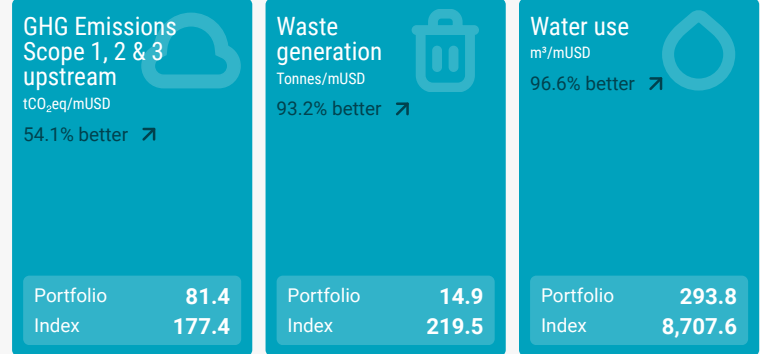 GHG Emissions
Scope 1, 2 & 3
upstream
tCO₂eq/mUSD
54.1% better
Portfolio 81.4
Index 177.4
Waste
generation
Tonnes/mUSD
93.2% better
Portfolio 14.9
Index 219.5
Water use
m³/mUSD
96.6% better
Portfolio 293.8
Index 8,707.6